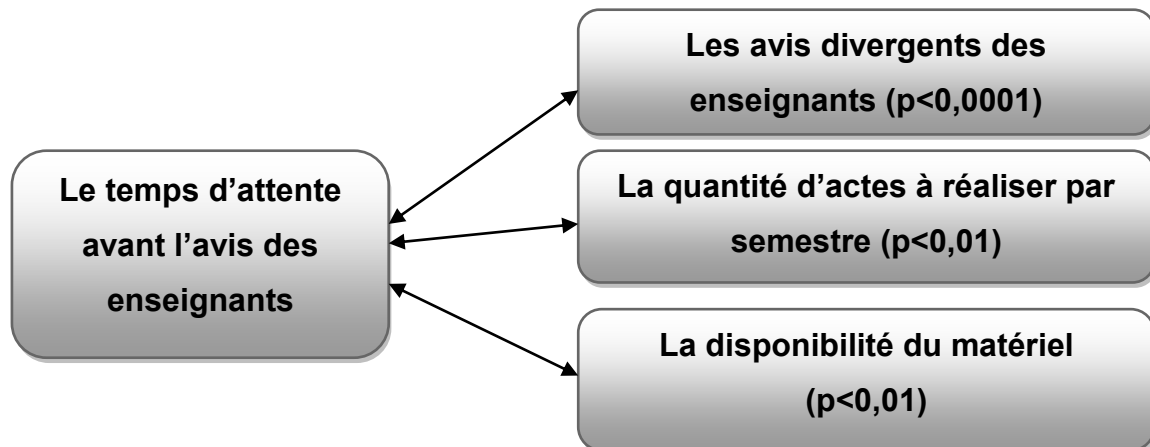 Les avis divergents des
enseignants (p<0,0001)
Le temps d’attente
avant l’avis des
enseignants
La quantité d’actes à réaliser par
semestre (p<0,01)
La disponibilité du matériel
(p<0,01)